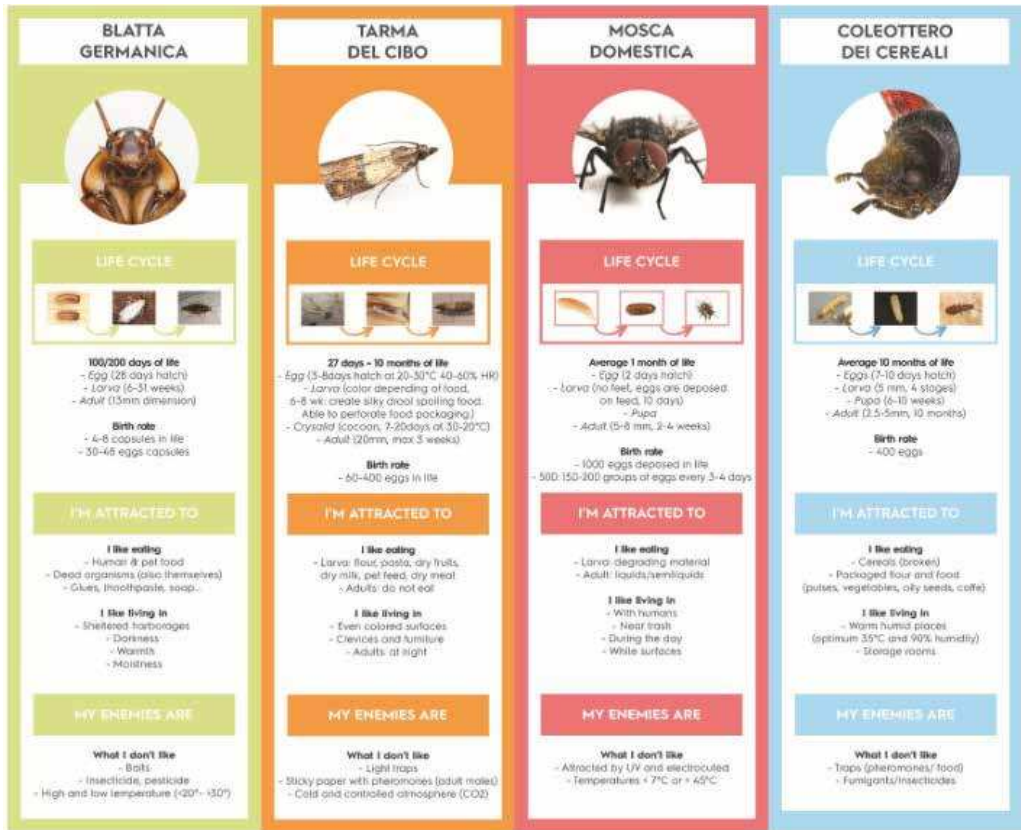 BLATTA
GERMANICA
LIFE CYCLE
100/200 days of life
- Egg (28 days hatch)
- Larva (6-31 weeks)
- Adult (13mm dimension)
Birth rate
- 4-8 capsules in life
- 30-48 eggs capsules
I'M ATTRACTED TO
I like eating
- Human & pet food
- Dead organisms (also themselves)
- Glues, thoothpaste, soap...
I like living in
- Sheltered harborages
- Darkness
- Warmth
- Moistness
MY ENEMIES ARE
What I don't like
- Baits
- Insecticide, pesticide
- High and low temperature (<20°- >30°)
TARMA
DEL CIBO
LIFE CYCLE
27 days - 10 months of life
- Egg (3-8days hatch at 20-30°C 40-60% HR)
- Larva (color depending of food,
6-8 wk: create silky drool spoiling food.
Able to perforate food packaging)
- Crysalid (cocoon, 7-20days at 30-20°C)
- Adult (20mm, max 3 weeks)
Birth rate
- 60-400 eggs in life
I'M ATTRACTED TO
I like eating
- Larva: flour, pasta, dry fruits,
dry milk, pet feed, dry meal
- Adults: do not eat
I like living in
- Even colored surfaces
- Crevices and furniture
- Adults: at night
MY ENEMIES ARE
What I don't like
- Light traps
- Sticky paper with pheromones (adult males)
- Cold and controlled atmosphere (CO2)
MOSCA
DOMESTICA
LIFE CYCLE
Average 1 month of life
- Egg (2 days hatch)
- Larva (no feet, eggs are deposed
on feed, 10 days)
- Pupa
- Adult (5-8 mm, 2-4 weeks)
Birth rate
- 1000 eggs deposed in life
- 500: 150-200 groups of eggs every 3-4 days
I'M ATTRACTED TO
I like eating
- Larva: degrading material
- Adult: liquids/semiliquids
I like living in
- With humans
- Near trash
- During the day
- While surfaces
MY ENEMIES ARE
What I don't like
- Attracted by UV and electrocuted
- Temperatures < 7°C or > 45°C
COLEOTTERO
DEI CEREALI
LIFE CYCLE
Average 10 months of life
- Eggs (7-10 days hatch)
- Larva (5 mm, 4 stages)
- Pupa (6-10 weeks)
- Adult (2.5-5mm, 10 months)
Birth rate
- 400 eggs
I'M ATTRACTED TO
I like eating
- Cereals (broken)
- Packaged flour and food
(pulses, vegetables, oily seeds, coffe)
I like living in
- Warm humid places
(optimum 35°C and 90% humidity)
- Storage rooms
MY ENEMIES ARE
What I don't like
- Traps (pheromones/ food)
- Fumigants/insecticides